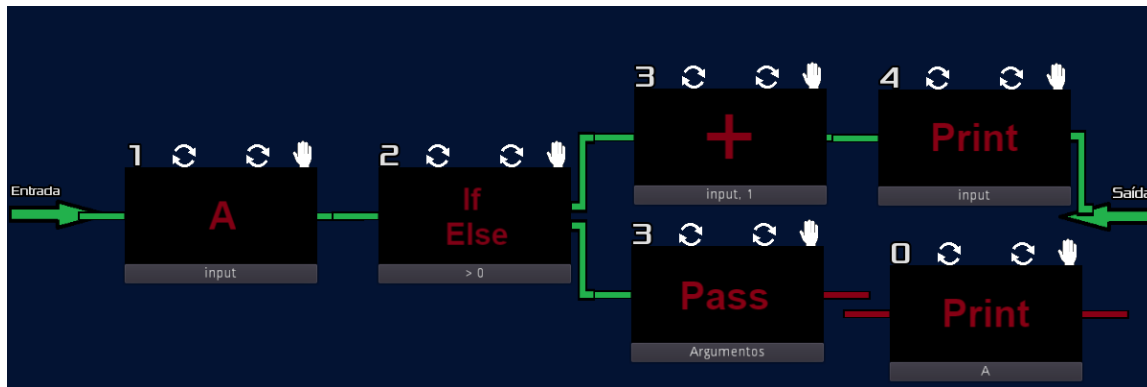 Entrada
1
A
input
2
If
Else
> 0
3
+
input, 1
4
Print
input
3
Pass
Argumentos
0
Print
A
Saída